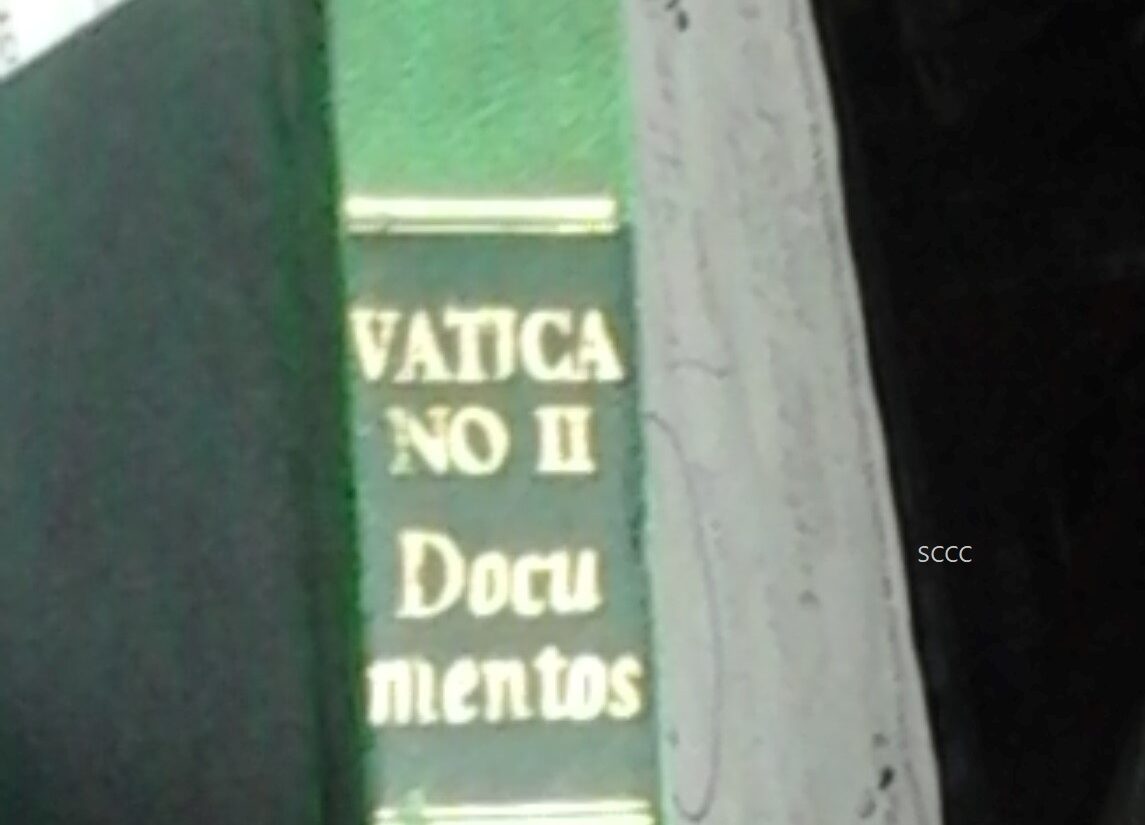 VATICA
NO II
Docu
mentos
SCCC